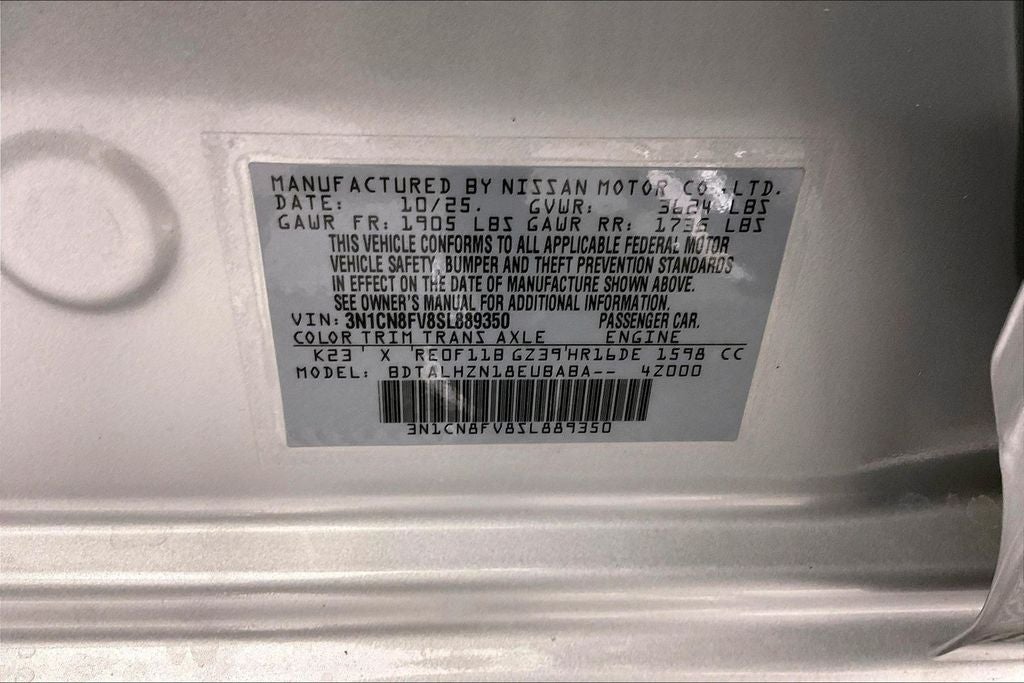 MANUFACTURED BY NISSAN MOTOR CO.,LTD.
DATE: 10/25. GVWR: 3624 LBS
GAWR FR: 1905 LBS GAWR RR: 1736 LBS
THIS VEHICLE CONFORMS TO ALL APPLICABLE FEDERAL MOTOR
VEHICLE SAFETY, BUMPER AND THEFT PREVENTION STANDARDS
IN EFFECT ON THE DATE OF MANUFACTURE SHOWN ABOVE.
SEE OWNER'S MANUAL FOR ADDITIONAL INFORMATION.
VIN: 3N1CN8FV8SL889350 PASSENGER CAR.
COLOR TRIM TRANS AXLE ENGINE
K23 X RE0F11B GZ39 HR16DE 1598 CC
MODEL: BDTALHZN18EUBABA-- 4Z000
3N1CN8FV8SL889350